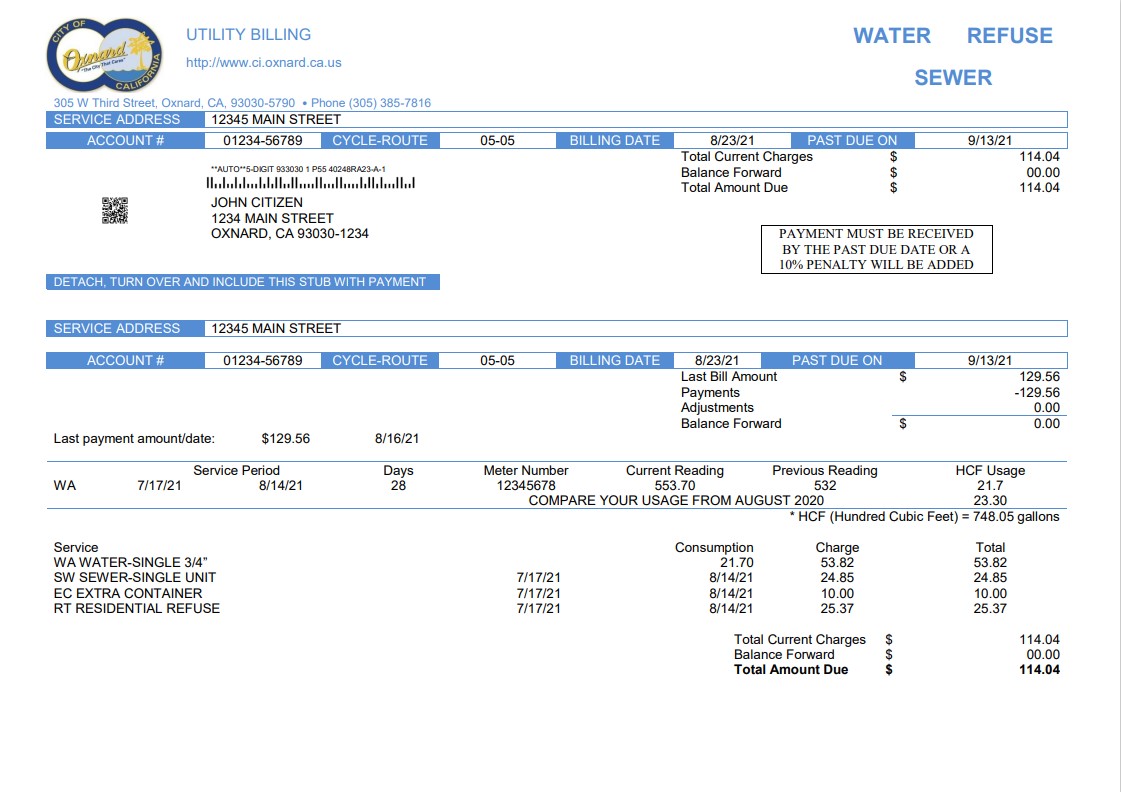 CITY OF
Oxnard
"The City That Cares"
CALIFORNIA
UTILITY BILLING
http://www.ci.oxnard.ca.us
WATER REFUSE
SEWER
305 W Third Street, Oxnard, CA, 93030-5790 • Phone (305) 385-7816
SERVICE ADDRESS 12345 MAIN STREET
ACCOUNT # 01234-56789 CYCLE-ROUTE 05-05 BILLING DATE 8/23/21 PAST DUE ON 9/13/21
Total Current Charges $ 114.04
Balance Forward $ 00.00
Total Amount Due $ 114.04
**AUTO**5-DIGIT 933030 1 P55 40248RA23-A-1
JOHN CITIZEN
1234 MAIN STREET
OXNARD, CA 93030-1234
PAYMENT MUST BE RECEIVED
BY THE PAST DUE DATE OR A
10% PENALTY WILL BE ADDED
DETACH, TURN OVER AND INCLUDE THIS STUB WITH PAYMENT
SERVICE ADDRESS 12345 MAIN STREET
ACCOUNT # 01234-56789 CYCLE-ROUTE 05-05 BILLING DATE 8/23/21 PAST DUE ON 9/13/21
Last Bill Amount $ 129.56
Payments -129.56
Adjustments 0.00
Balance Forward $ 0.00
Last payment amount/date: $129.56 8/16/21
Service Period Days Meter Number Current Reading Previous Reading HCF Usage
WA 7/17/21 8/14/21 28 12345678 553.70 532 21.7
COMPARE YOUR USAGE FROM AUGUST 2020 23.30
* HCF (Hundred Cubic Feet) = 748.05 gallons
Service Consumption Charge Total
WA WATER-SINGLE 3/4” 21.70 53.82 53.82
SW SEWER-SINGLE UNIT 7/17/21 8/14/21 24.85 24.85
EC EXTRA CONTAINER 7/17/21 8/14/21 10.00 10.00
RT RESIDENTIAL REFUSE 7/17/21 8/14/21 25.37 25.37
Total Current Charges $ 114.04
Balance Forward $ 00.00
Total Amount Due $ 114.04